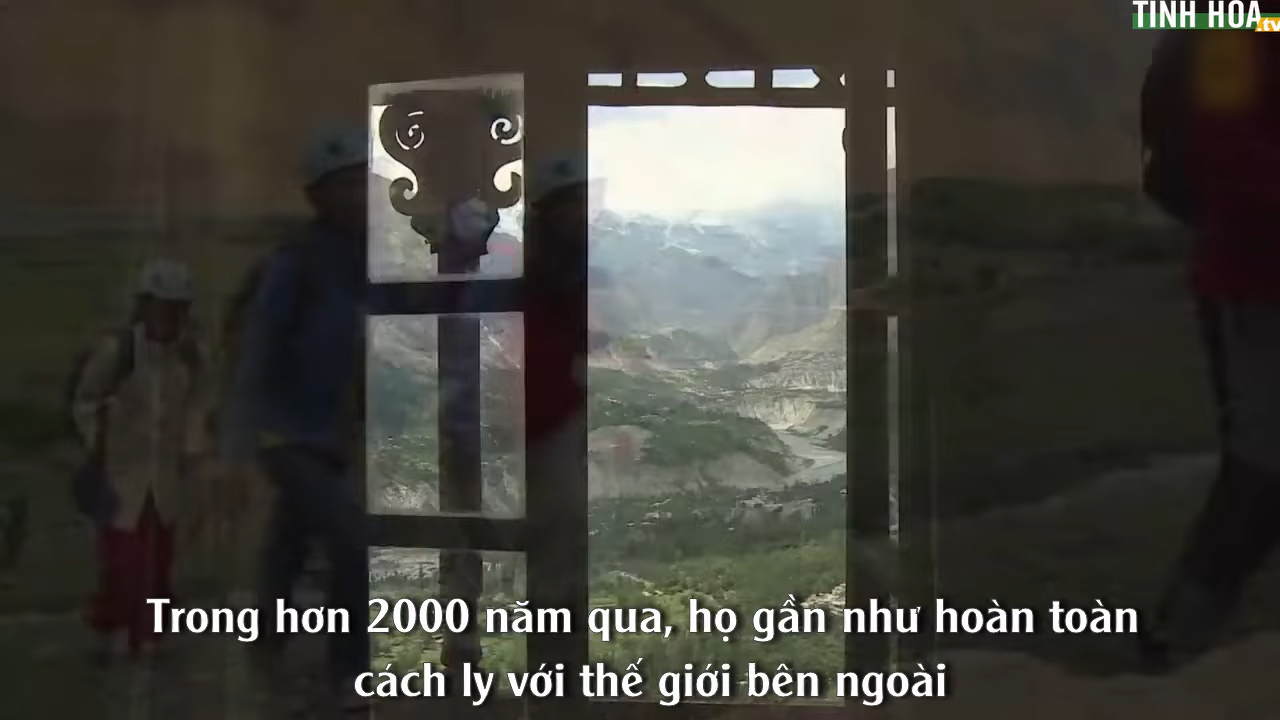 TINH HOA
.tv
Trong hơn 2000 năm qua, họ gần như hoàn toàn
cách ly với thế giới bên ngoài